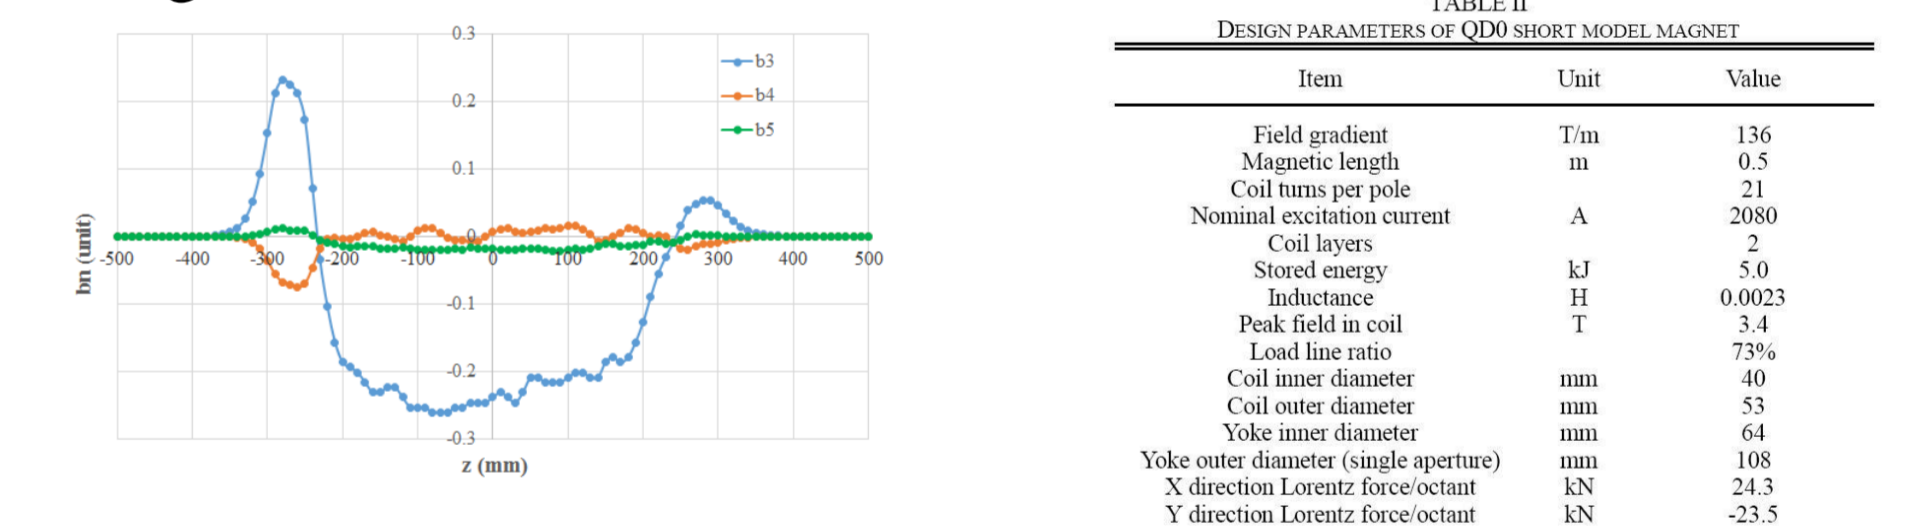 0.3
b3
0.2
b4
b5
0.1
0
-500 -400 -300 -200 -100 0 100 200 300 400 500
-0.1
-0.2
-0.3
bn (unit)
z (mm)
TABLE II
DESIGN PARAMETERS OF QD0 SHORT MODEL MAGNET
Item Unit Value
Field gradient T/m 136
Magnetic length m 0.5
Coil turns per pole 21
Nominal excitation current A 2080
Coil layers 2
Stored energy kJ 5.0
Inductance H 0.0023
Peak field in coil T 3.4
Load line ratio 73%
Coil inner diameter mm 40
Coil outer diameter mm 53
Yoke inner diameter mm 64
Yoke outer diameter (single aperture) mm 108
X direction Lorentz force/octant kN 24.3
Y direction Lorentz force/octant kN -23.5